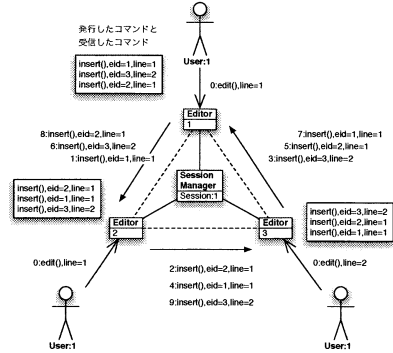 発行したコマンドと
受信したコマンド
insert(),eid=1,line=1
insert(),eid=3,line=2
insert(),eid=2,line=1
User:1
0:edit(),line=1
Editor
1
8:insert(),eid=2,line=1
6:insert(),eid=3,line=2
1:insert(),eid=1,line=1
7:insert(),eid=1,line=1
5:insert(),eid=2,line=1
3:insert(),eid=3,line=2
Session
Manager
Session:1
insert(),eid=2,line=1
insert(),eid=1,line=1
insert(),eid=3,line=2
Editor
2
Editor
3
insert(),eid=3,line=2
insert(),eid=2,line=1
insert(),eid=1,line=1
0:edit(),line=1
2:insert(),eid=2,line=1
4:insert(),eid=1,line=1
9:insert(),eid=3,line=2
0:edit(),line=2
User:1
User:1